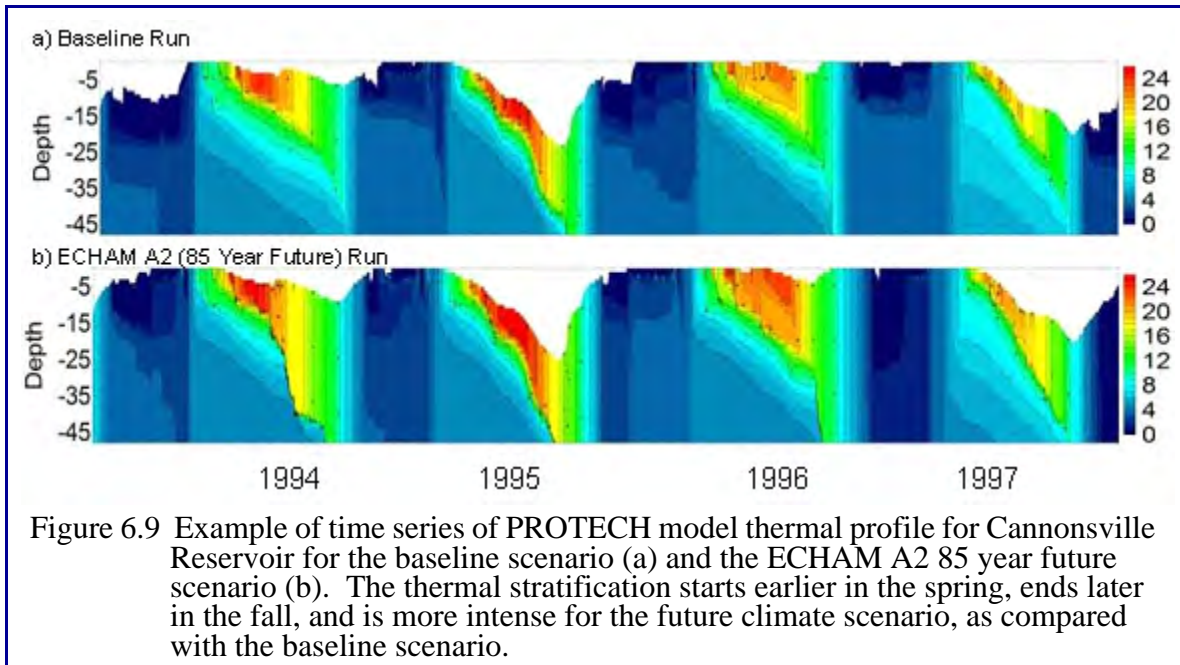 a) Baseline Run
-5
-15
-25
-35
-45
Depth
24
20
16
12
8
4
0
b) ECHAM A2 (85 Year Future) Run
-5
-15
-25
-35
-45
Depth
24
20
16
12
8
4
0
1994 1995 1996 1997
Figure 6.9 Example of time series of PROTECH model thermal profile for Cannonsville
Reservoir for the baseline scenario (a) and the ECHAM A2 85 year future
scenario (b). The thermal stratification starts earlier in the spring, ends later
in the fall, and is more intense for the future climate scenario, as compared
with the baseline scenario.